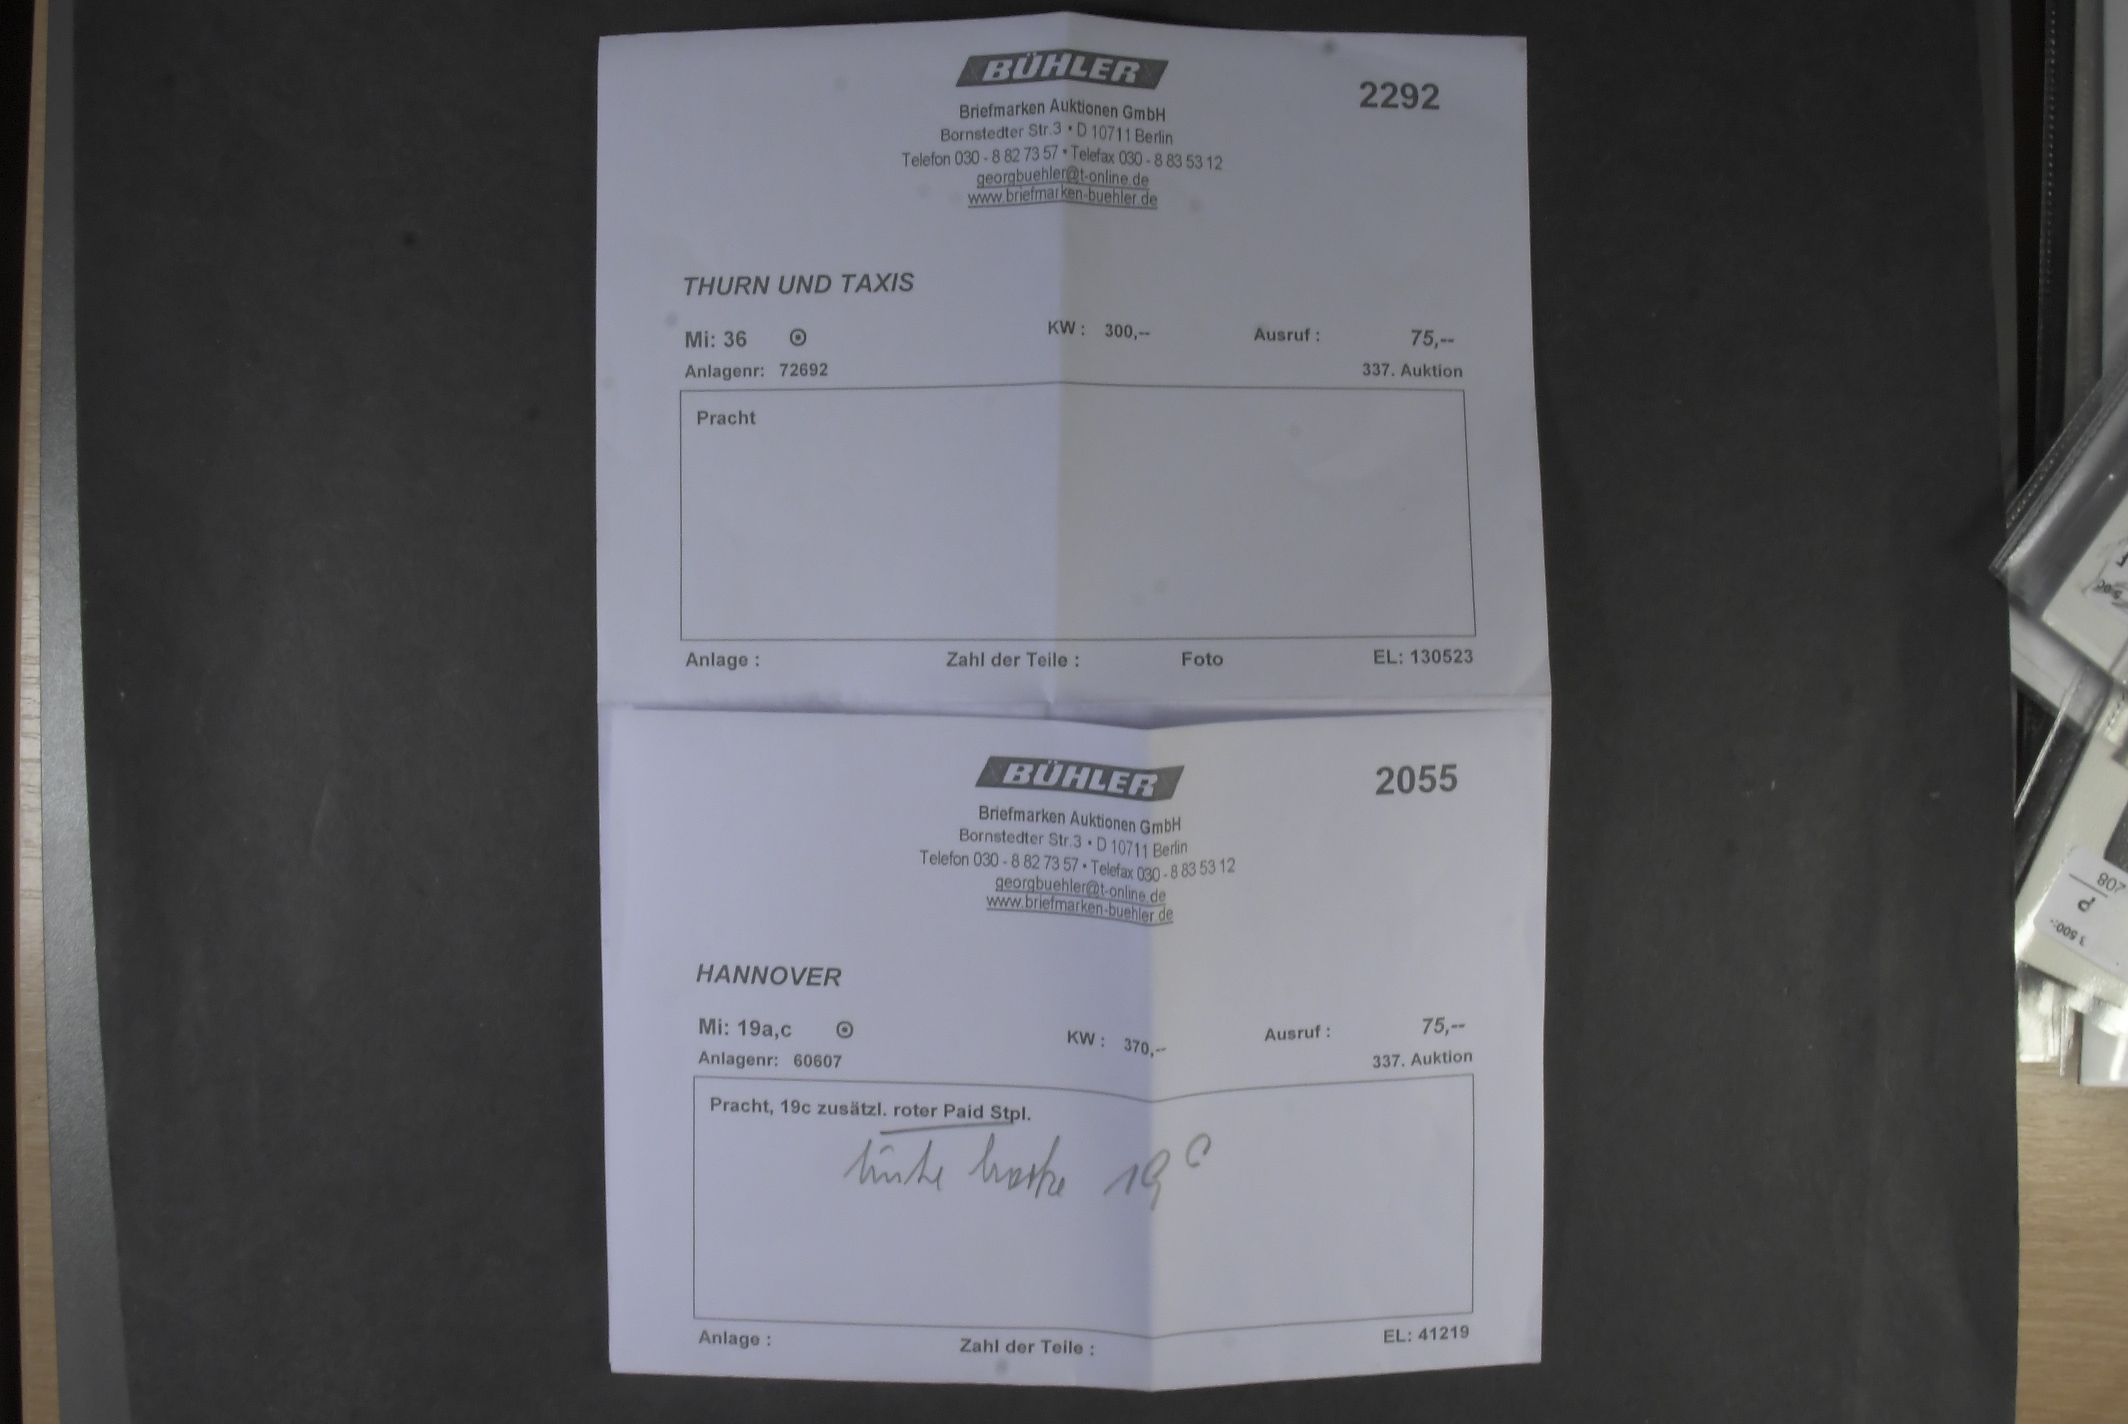 BÜHLER
2292
Briefmarken Auktionen GmbH
Bornstedter Str.3 • D 10711 Berlin
Telefon 030 - 8 82 73 57 • Telefax 030 - 8 83 53 12
georgbuehler@t-online.de
www.briefmarken-buehler.de
THURN UND TAXIS
Mi: 36 ⊙ KW : 300,-- Ausruf : 75,--
Anlagenr: 72692 337. Auktion
Pracht
Anlage : Zahl der Teile : Foto EL: 130523
BÜHLER
2055
Briefmarken Auktionen GmbH
Bornstedter Str.3 • D 10711 Berlin
Telefon 030 - 8 82 73 57 • Telefax 030 - 8 83 53 12
georgbuehler@t-online.de
www.briefmarken-buehler.de
HANNOVER
Mi: 19a,c ⊙ KW : 370,-- Ausruf : 75,--
Anlagenr: 60607 337. Auktion
Pracht, 19c zusätzl. roter Paid Stpl.
19c
Anlage : Zahl der Teile : EL: 41219
208
P